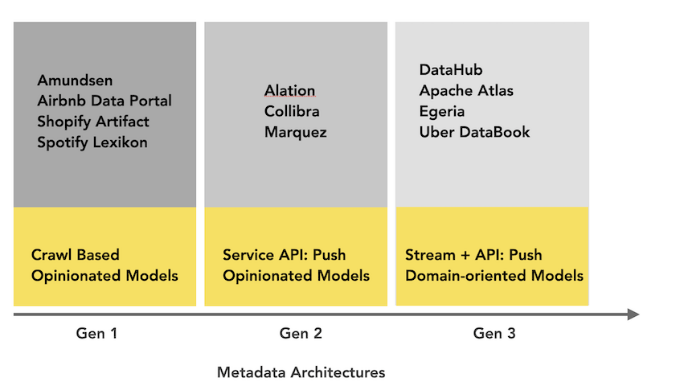 Amundsen
Airbnb Data Portal
Shopify Artifact
Spotify Lexikon
Alation
Collibra
Marquez
DataHub
Apache Atlas
Egeria
Uber DataBook
Crawl Based
Opinionated Models
Service API: Push
Opinionated Models
Stream + API: Push
Domain-oriented Models
Gen 1
Gen 2
Gen 3
Metadata Architectures